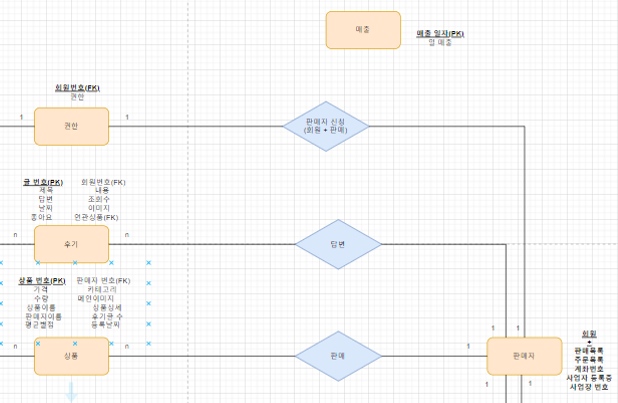 매출
매출 일자(PK)
일 매출
회원번호(FK)
권한
1
권한
1
판매자 신청
(회원 + 판매)
글 번호(PK)
제목
답변
날짜
좋아요
회원번호(FK)
내용
조회수
이미지
연관상품(FK)
n
후기
n
답변
상품 번호(PK)
가격
수량
상품이름
판매자이름
평균별점
판매자 번호(FK)
카테고리
메인이미지
상품상세
후기글 수
등록날짜
n
상품
n
판매
1
1
1
판매자
1
1
회원
+
판매목록
주문목록
계좌번호
사업자 등록증
사업장 번호